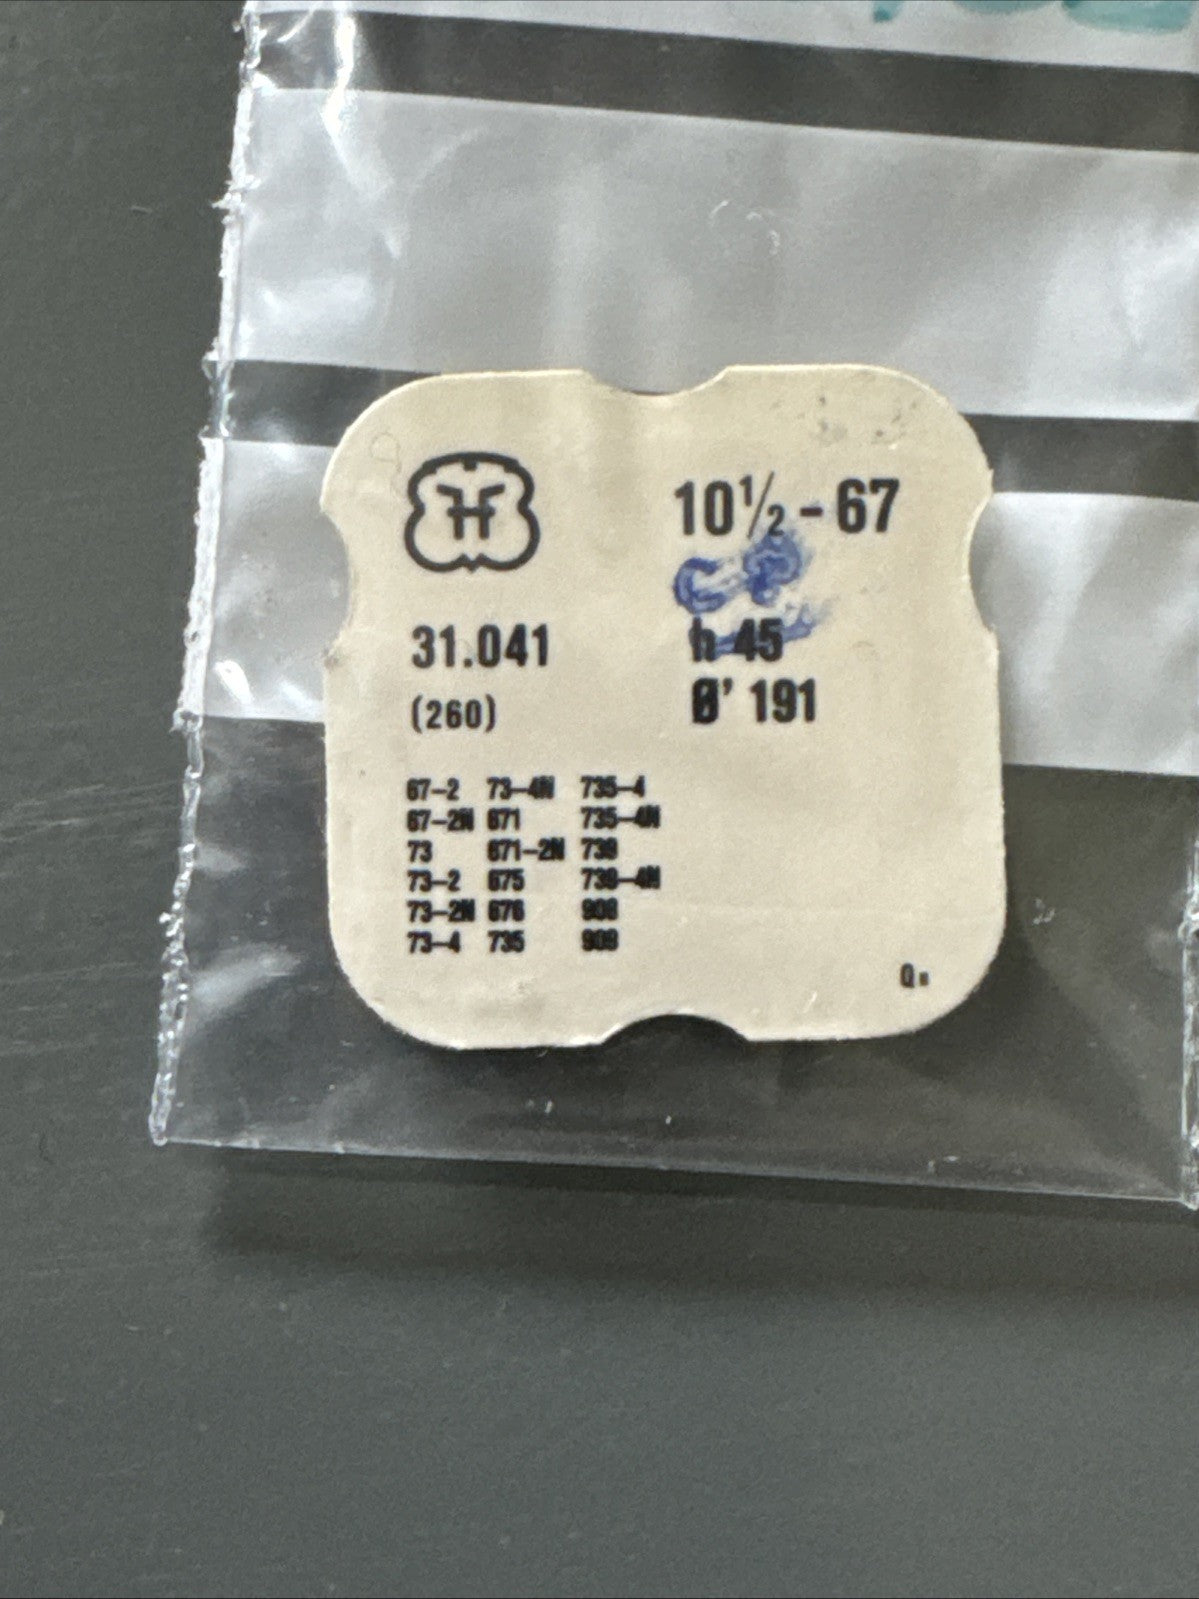 10½ - 67
31.041
h 45
(260)
Ø' 191
67-2 73-4N 735-4
67-2N 671 735-4N
73 671-2N 739
73-2 675 739-4N
73-2N 676 908
73-4 735 909